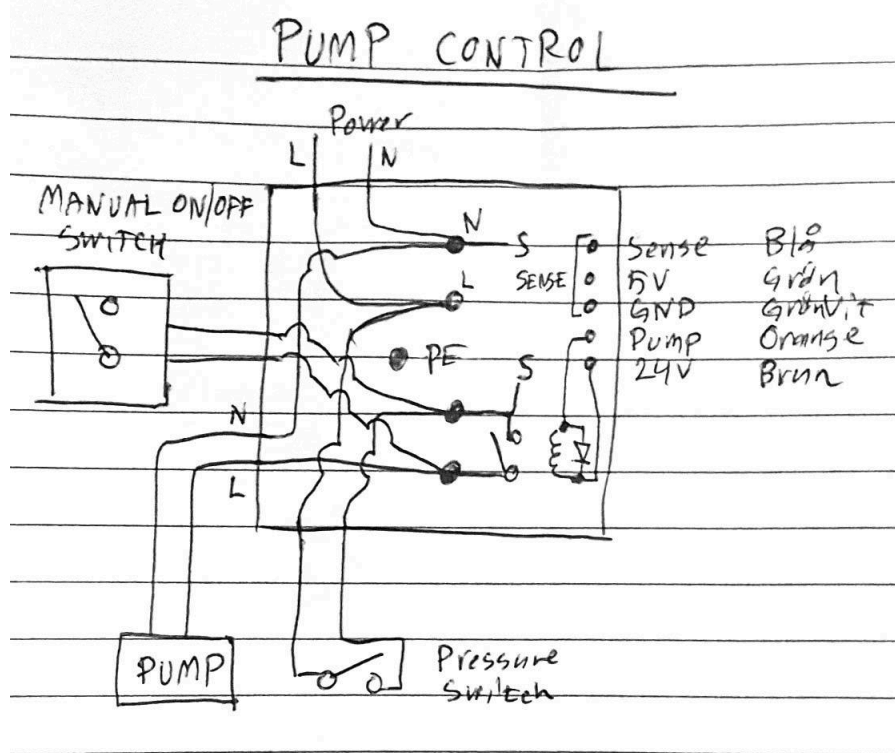 PUMP CONTROL
Power
L N
MANUAL ON/OFF
SWITCH
N
S
L
SENSE
PE
S
Sense Blå
5V Grön
GND GrönVit
Pump Orange
24V Brun
N
L
PUMP
Pressure
Switch